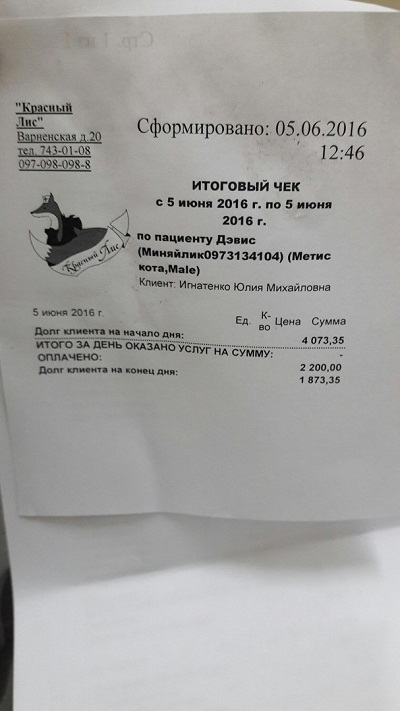 "Красный
Лис"
Варненская д.20
тел. 743-01-08
097-098-098-8
Сформировано: 05.06.2016
12:46
Красный Лис
ИТОГОВЫЙ ЧЕК
с 5 июня 2016 г. по 5 июня
2016 г.
по пациенту Дэвис
(Миняйлик0973134104) (Метис
кота,Male)
Клиент: Игнатенко Юлия Михайловна
5 июня 2016 г.
Ед. К-во Цена Сумма
Долг клиента на начало дня: 4 073,35
ИТОГО ЗА ДЕНЬ ОКАЗАНО УСЛУГ НА СУММУ: -
ОПЛАЧЕНО: 2 200,00
Долг клиента на конец дня: 1 873,35